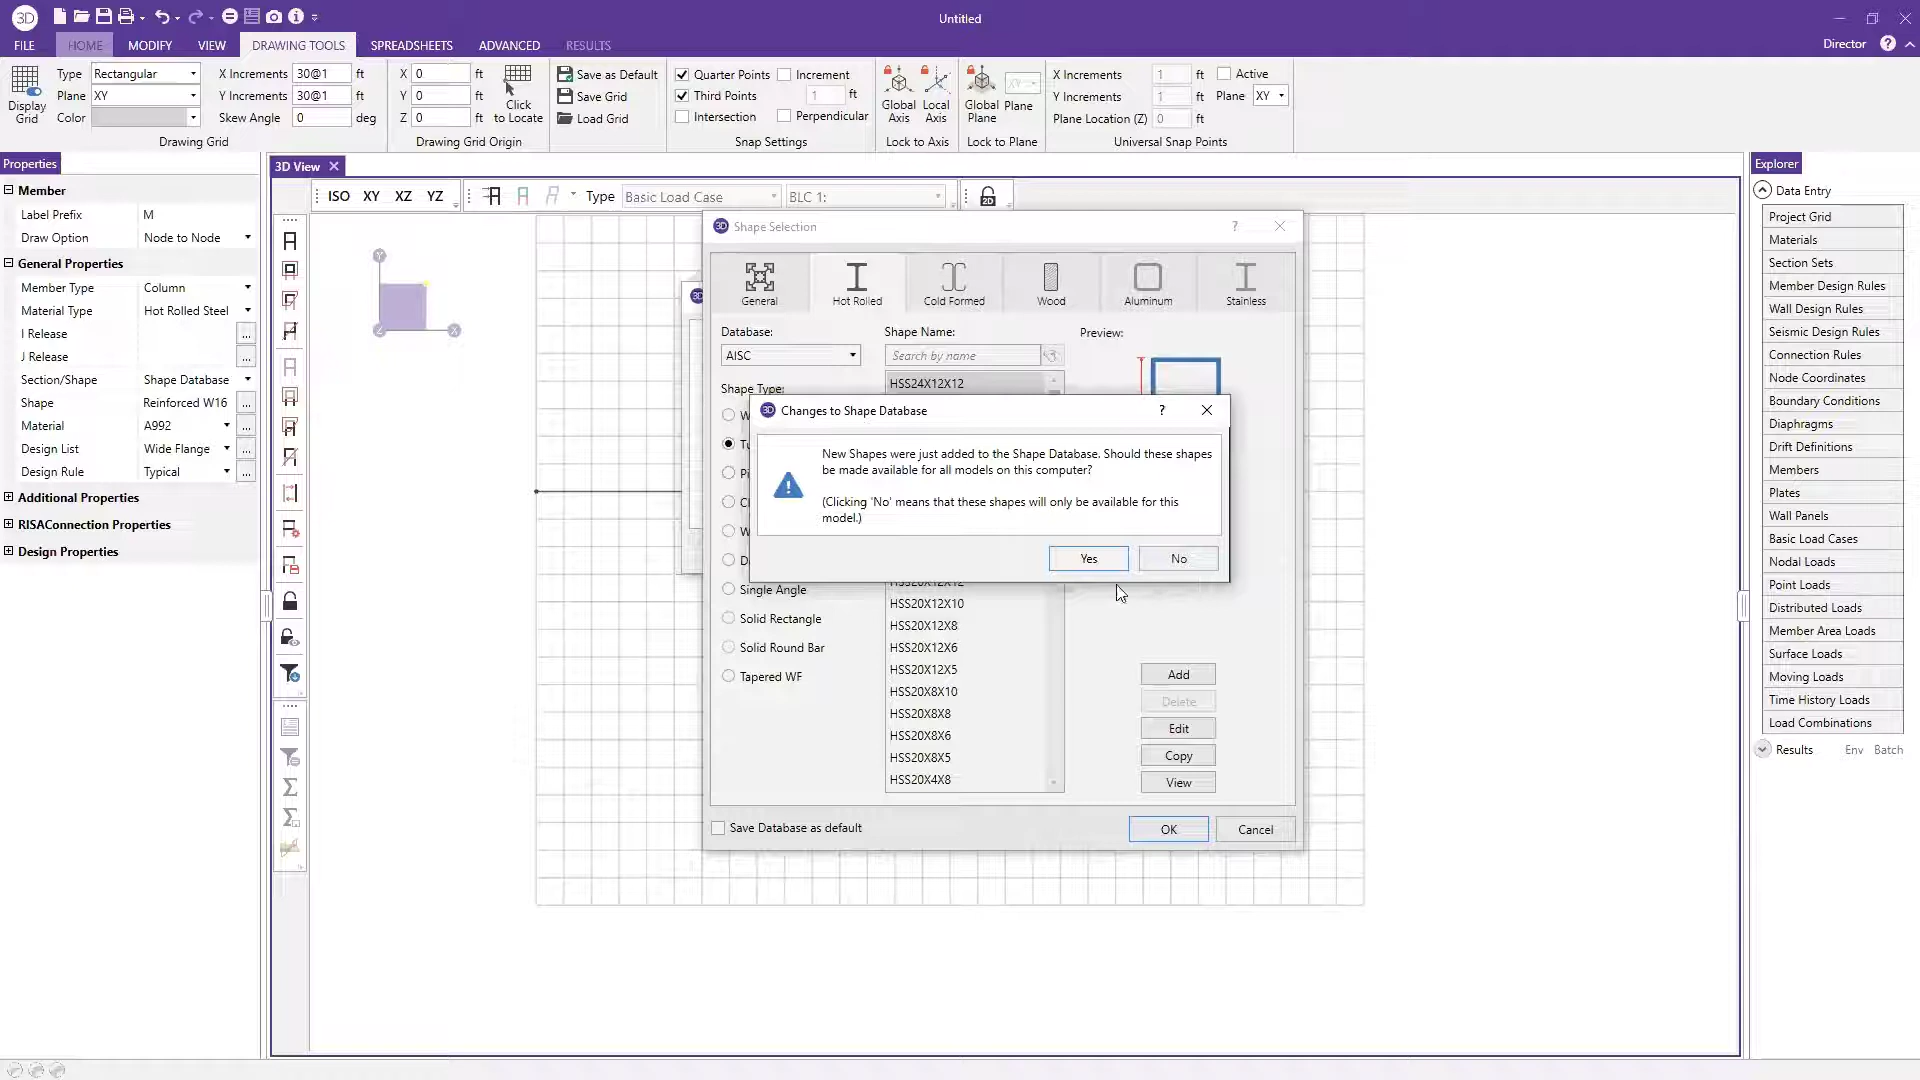 3D
Untitled
FILE
HOME
MODIFY
VIEW
DRAWING TOOLS
SPREADSHEETS
ADVANCED
RESULTS
Director
?
Display Grid
Type Rectangular
Plane XY
Color
X Increments 30@1 ft
Y Increments 30@1 ft
Skew Angle 0 deg
Drawing Grid
X 0 ft
Y 0 ft
Z 0 ft
Click to Locate
Drawing Grid Origin
Save as Default
Save Grid
Load Grid
Quarter Points
Third Points
Intersection
Increment
1 ft
Perpendicular
Snap Settings
Global Axis
Local Axis
Lock to Axis
Global Plane
Plane
XY
Lock to Plane
X Increments 1 ft
Y Increments 1 ft
Plane Location (Z) 0 ft
Active
Plane XY
Universal Snap Points
Properties
Member
Label Prefix M
Draw Option Node to Node
General Properties
Member Type Column
Material Type Hot Rolled Steel
I Release ...
J Release ...
Section/Shape Shape Database
Shape Reinforced W16 ...
Material A992 ...
Design List Wide Flange ...
Design Rule Typical ...
Additional Properties
RISAConnection Properties
Design Properties
3D View
ISO XY XZ YZ
Type Basic Load Case BLC 1:
2D
Y
Z
X
3D Shape Selection ?
General
Hot Rolled
Cold Formed
Wood
Aluminum
Stainless
Database:
AISC
Shape Type:
Shape Name:
Search by name
Preview:
HSS24X12X12
W
Tu
Pi
W
Single Angle
Solid Rectangle
Solid Round Bar
Tapered WF
3D Changes to Shape Database ?
New Shapes were just added to the Shape Database. Should these shapes
be made available for all models on this computer?
(Clicking 'No' means that these shapes will only be available for this
model.)
Yes
No
HSS20X12X12
HSS20X12X10
HSS20X12X8
HSS20X12X6
HSS20X12X5
HSS20X8X10
HSS20X8X8
HSS20X8X6
HSS20X8X5
HSS20X4X8
Add
Delete
Edit
Copy
View
Save Database as default
OK
Cancel
Explorer
Data Entry
Project Grid
Materials
Section Sets
Member Design Rules
Wall Design Rules
Seismic Design Rules
Connection Rules
Node Coordinates
Boundary Conditions
Diaphragms
Drift Definitions
Members
Plates
Wall Panels
Basic Load Cases
Nodal Loads
Point Loads
Distributed Loads
Member Area Loads
Surface Loads
Moving Loads
Time History Loads
Load Combinations
Results Env Batch